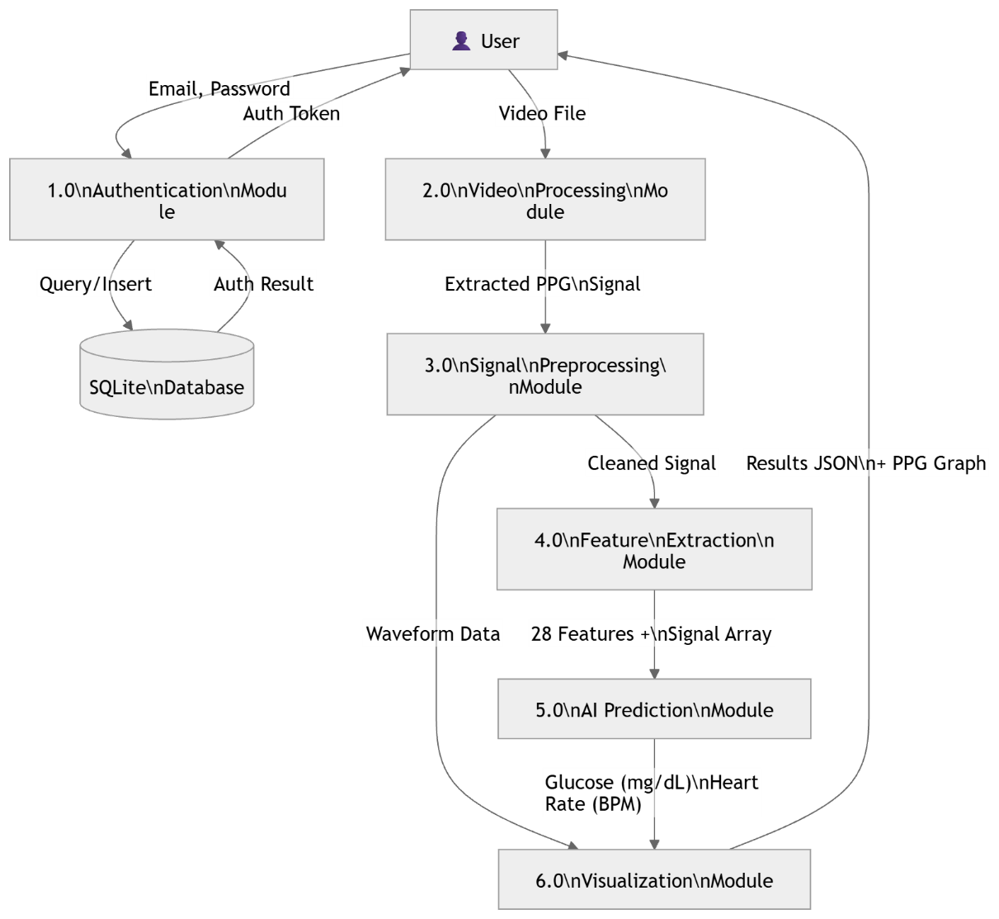 User
Email, Password
Auth Token
Video File
1.0\nAuthentication\nModu
le
2.0\nVideo\nProcessing\nMo
dule
Query/Insert
Auth Result
Extracted PPG\nSignal
SQLite\nDatabase
3.0\nSignal\nPreprocessing\
nModule
Cleaned Signal
Results JSON\n+ PPG Graph
4.0\nFeature\nExtraction\n
Module
Waveform Data
28 Features +\nSignal Array
5.0\nAI Prediction\nModule
Glucose (mg/dL)\nHeart
Rate (BPM)
6.0\nVisualization\nModule